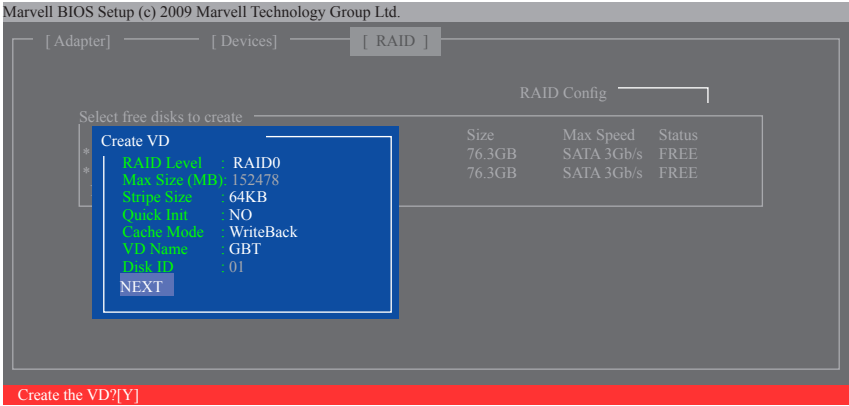 Marvell BIOS Setup (c) 2009 Marvell Technology Group Ltd.
[ Adapter] [ Devices] [ RAID ]
RAID Config
Select free disks to create
Size Max Speed Status
* 76.3GB SATA 3Gb/s FREE
* 76.3GB SATA 3Gb/s FREE
Create VD
RAID Level : RAID0
Max Size (MB): 152478
Stripe Size : 64KB
Quick Init : NO
Cache Mode : WriteBack
VD Name : GBT
Disk ID : 01
NEXT
Create the VD?[Y]